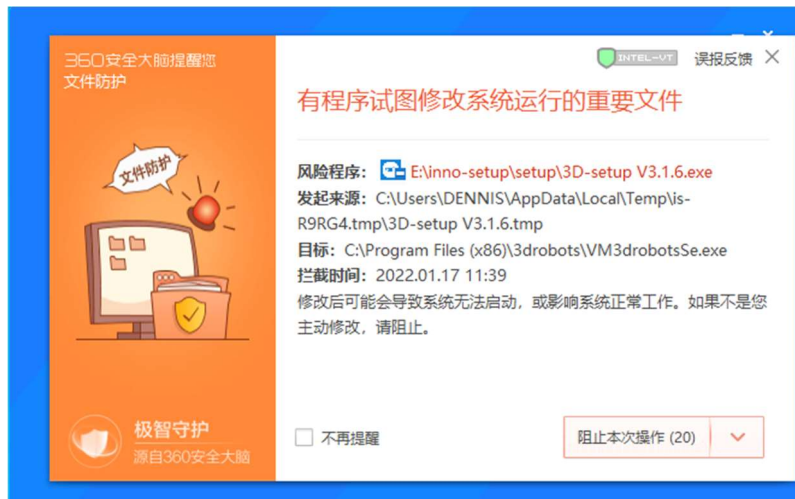 360安全大脑提醒您
文件防护
INTEL-VT
误报反馈
有程序试图修改系统运行的重要文件
文件防护
风险程序: E:\inno-setup\setup\3D-setup V3.1.6.exe
发起来源: C:\Users\DENNIS\AppData\Local\Temp\is-
R9RG4.tmp\3D-setup V3.1.6.tmp
目标: C:\Program Files (x86)\3drobots\VM3drobotsSe.exe
拦截时间: 2022.01.17 11:39
修改后可能会导致系统无法启动，或影响系统正常工作。如果不是您
主动修改，请阻止。
极智守护
源自360安全大脑
不再提醒
阻止本次操作 (20)